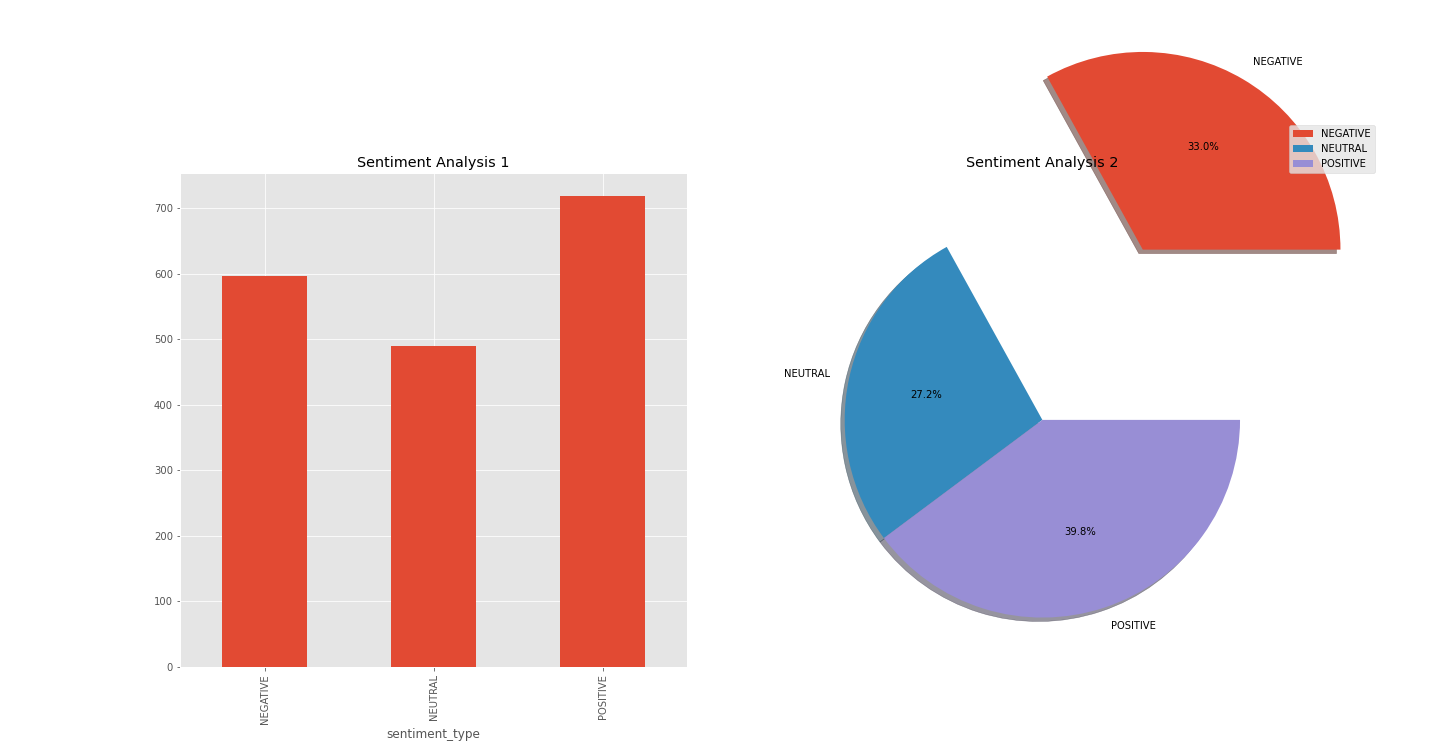 Sentiment Analysis 1
700
600
500
400
300
200
100
0
NEGATIVE
NEUTRAL
POSITIVE
sentiment_type
Sentiment Analysis 2
NEGATIVE
33.0%
NEGATIVE
NEUTRAL
POSITIVE
NEUTRAL
27.2%
39.8%
POSITIVE